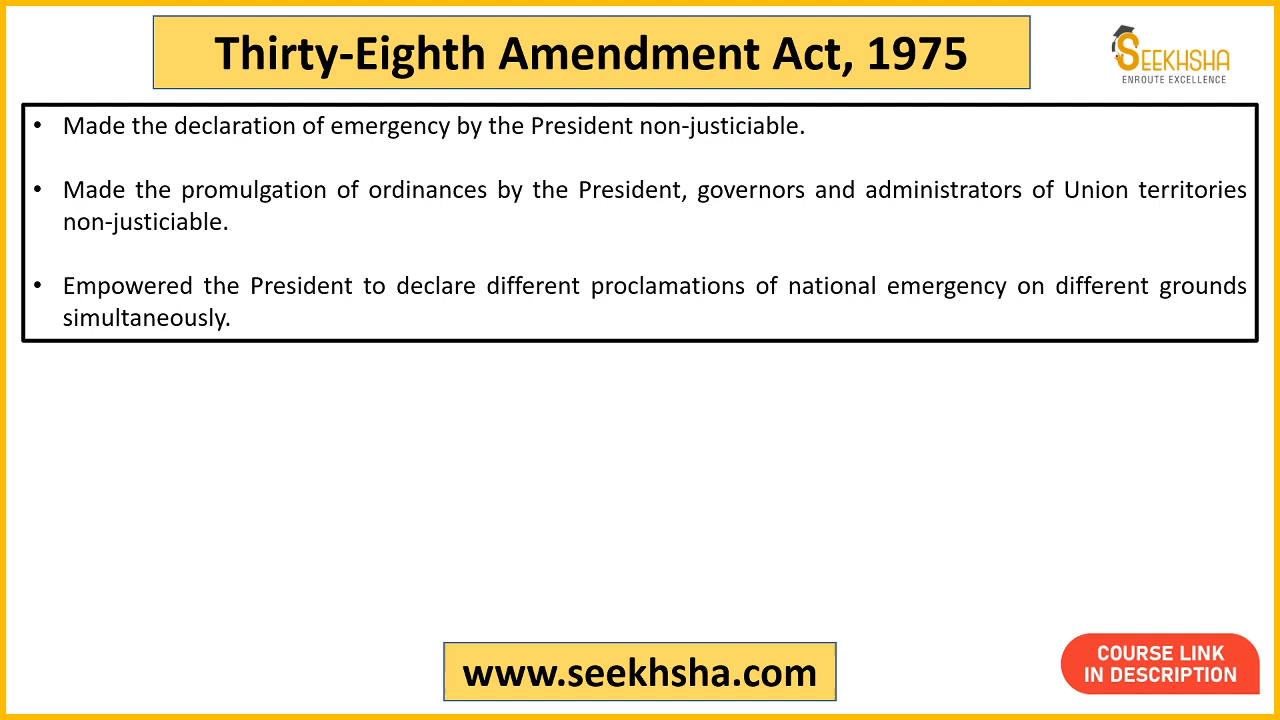 Thirty-Eighth Amendment Act, 1975
SEEKHSHA
ENROUTE EXCELLENCE
• Made the declaration of emergency by the President non-justiciable.
• Made the promulgation of ordinances by the President, governors and administrators of Union territories
non-justiciable.
• Empowered the President to declare different proclamations of national emergency on different grounds
simultaneously.
www.seekhsha.com
COURSE LINK
IN DESCRIPTION